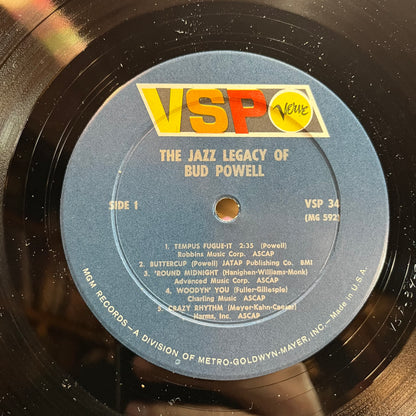 VSP VERVE
THE JAZZ LEGACY OF
BUD POWELL
SIDE 1
VSP 34
(MG 592)
1. TEMPUS FUGUE-IT 2:35 (Powell)
Robbins Music Corp. ASCAP
2. BUTTERCUP (Powell) JATAP Publishing Co. BMI
3. 'ROUND MIDNIGHT (Hanighen-Williams-Monk)
Advanced Music Corp. ASCAP
4. WOODYN' YOU (Fuller-Gillespie)
Charling Music ASCAP
5. CRAZY RHYTHM (Meyer-Kahn-Caesar)
Harms, Inc. ASCAP
MGM RECORDS—A DIVISION OF METRO-GOLDWYN-MAYER, INC.—Made in U.S.A.